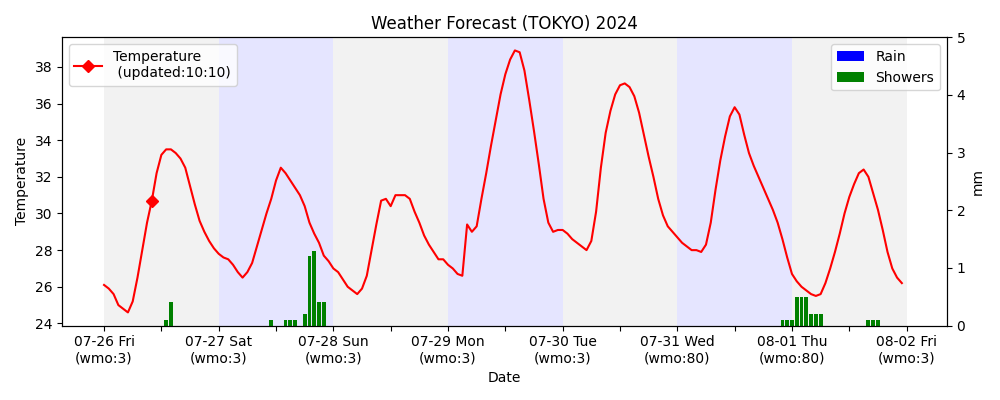 Weather Forecast (TOKYO) 2024
Temperature
(updated:10:10)
Rain
Showers
Temperature
38
36
34
32
30
28
26
24
5
4
3
2
1
0
mm
07-26 Fri
(wmo:3)
07-27 Sat
(wmo:3)
07-28 Sun
(wmo:3)
07-29 Mon
(wmo:3)
07-30 Tue
(wmo:3)
07-31 Wed
(wmo:80)
08-01 Thu
(wmo:80)
08-02 Fri
(wmo:3)
Date